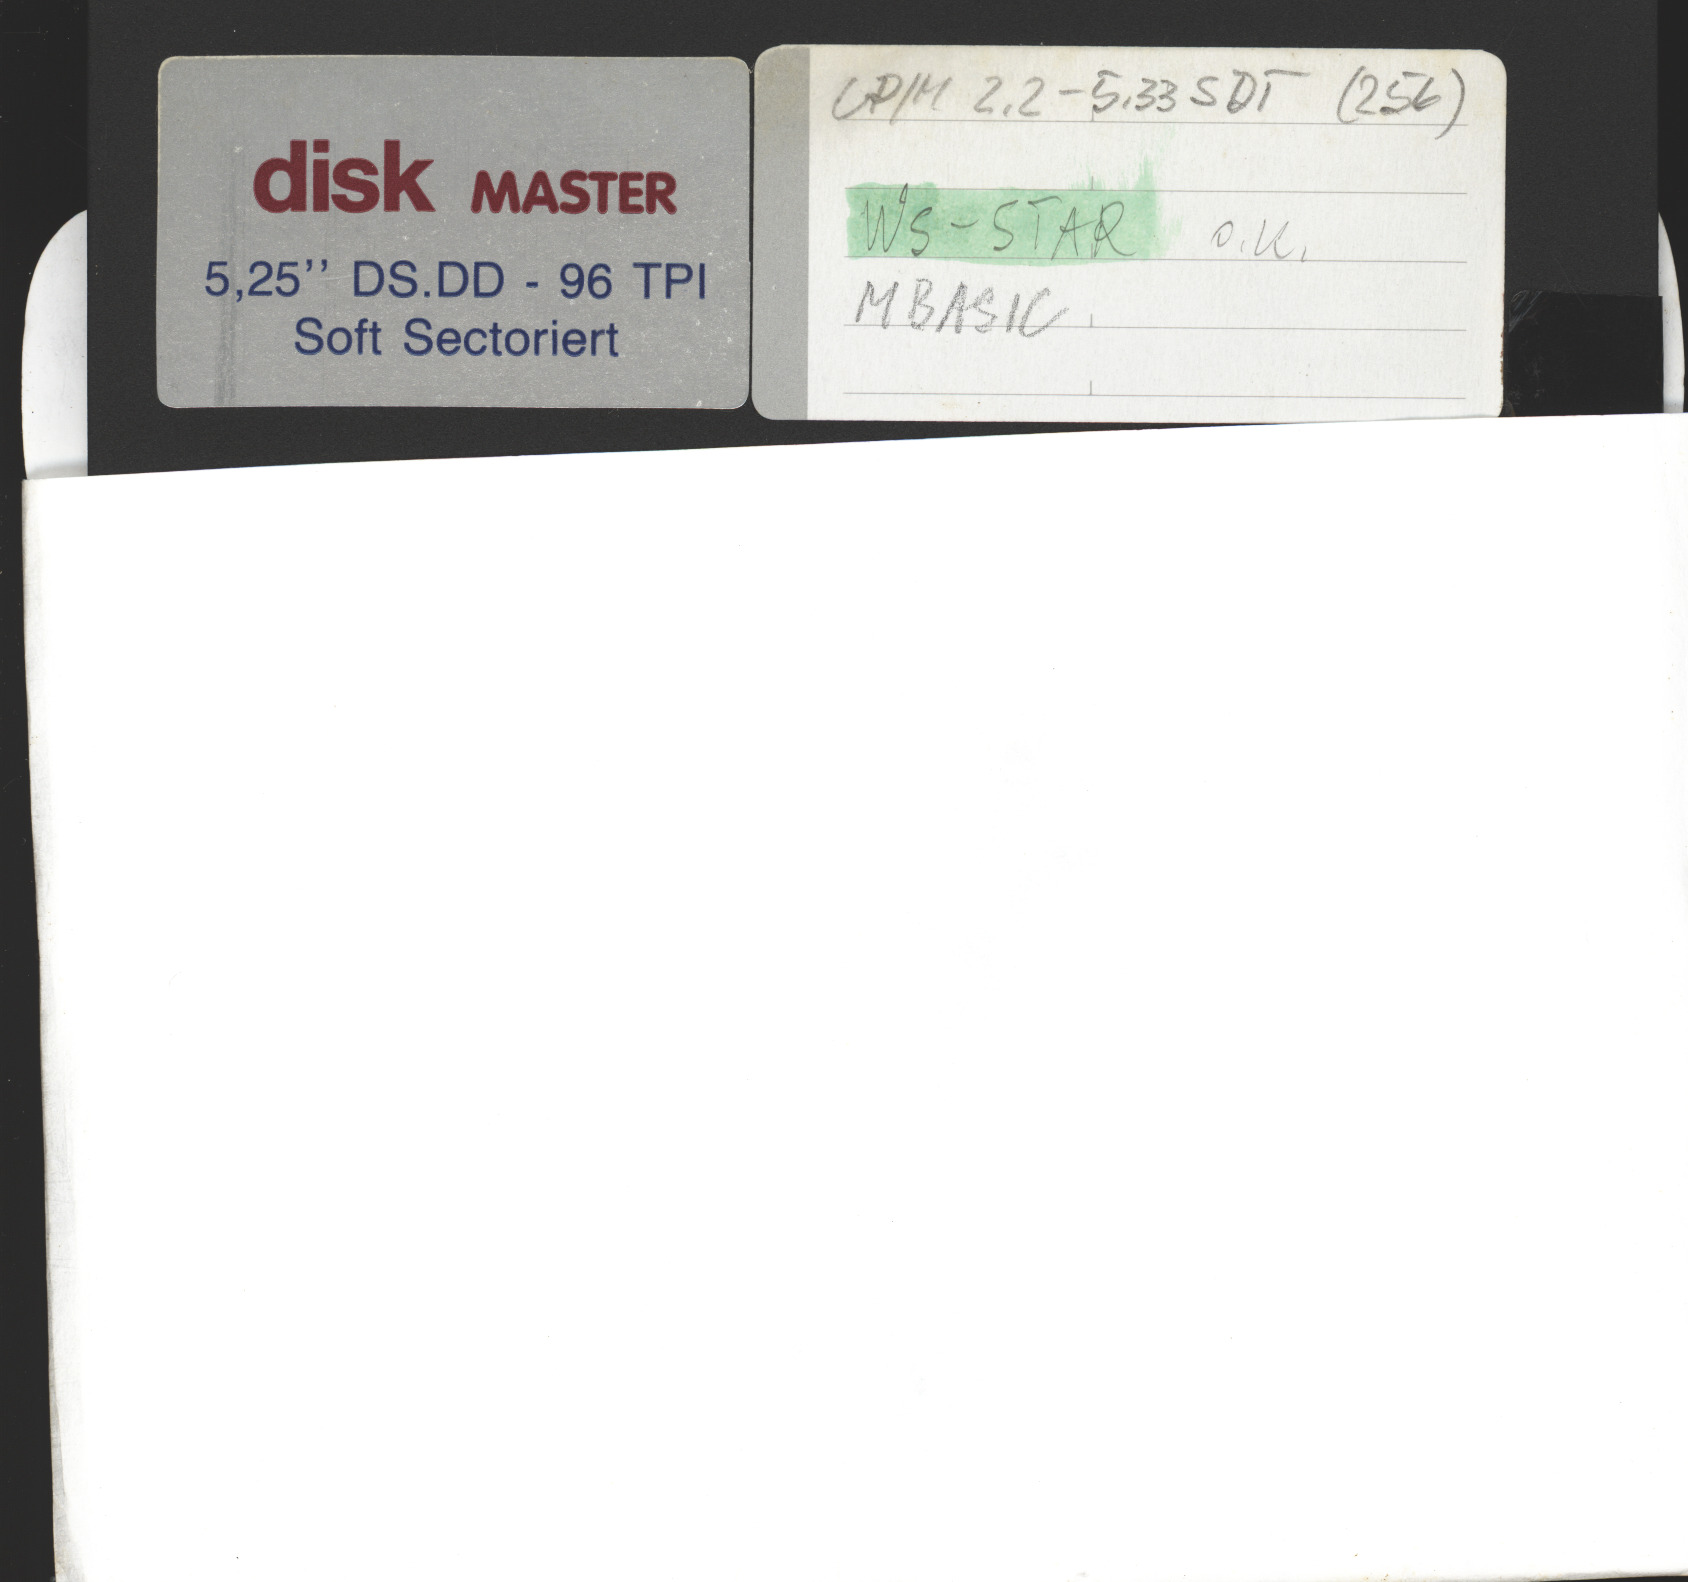 disk MASTER
5,25'' DS.DD - 96 TPI
Soft Sectoriert
CP/M 2.2 - 5.33 SDT (256)
WS-STAR o.k.
MBASIC